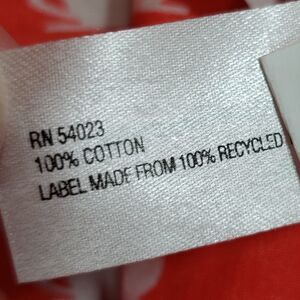 RN 54023
100% COTTON
LABEL MADE FROM 100% RECYCLED